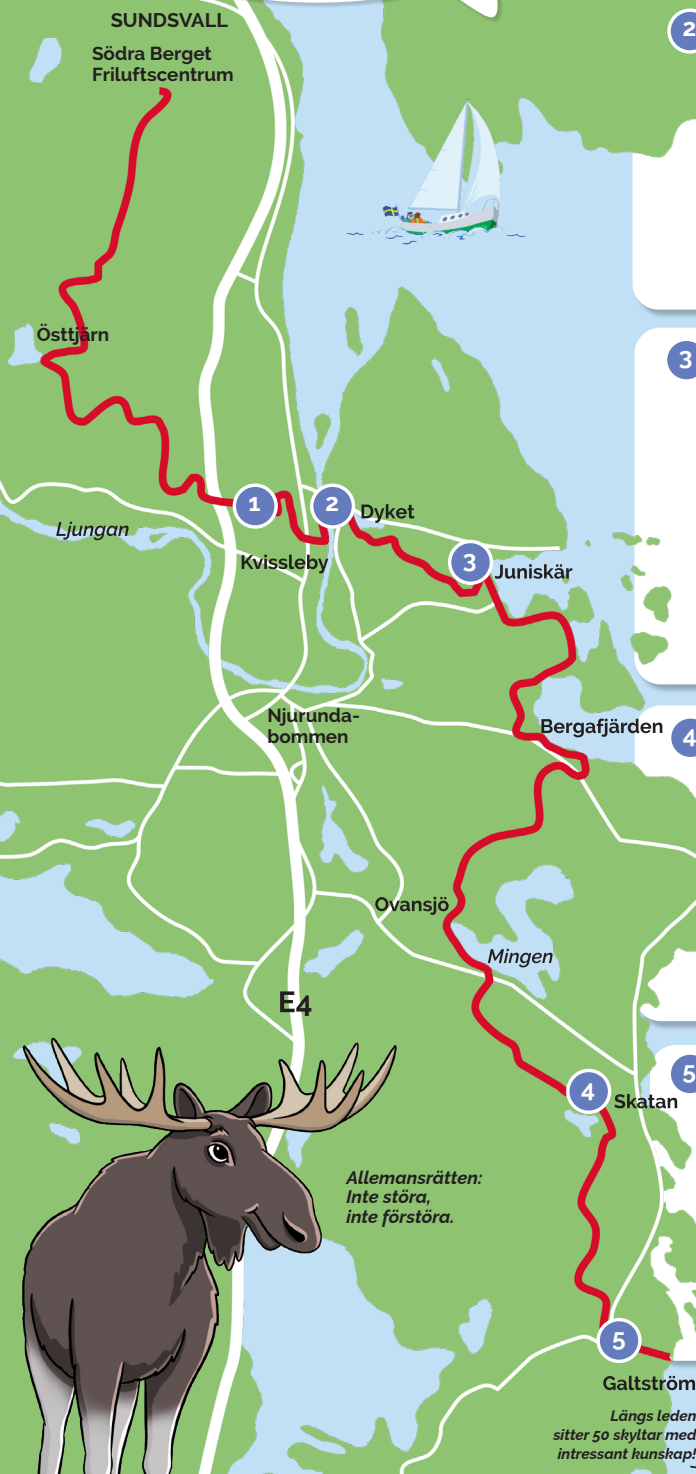 SUNDSVALL
Södra Berget
Friluftscentrum
2
Östtjärn
3
1
2
Dyket
Ljungan
Kvissleby
3
Juniskär
Njurunda-
bommen
Bergafjärden
4
Ovansjö
Mingen
E4
5
4
Skatan
Allemansrätten:
Inte störa,
inte förstöra.
5
Galtström
Längs leden
sitter 50 skyltar med
intressant kunskap!